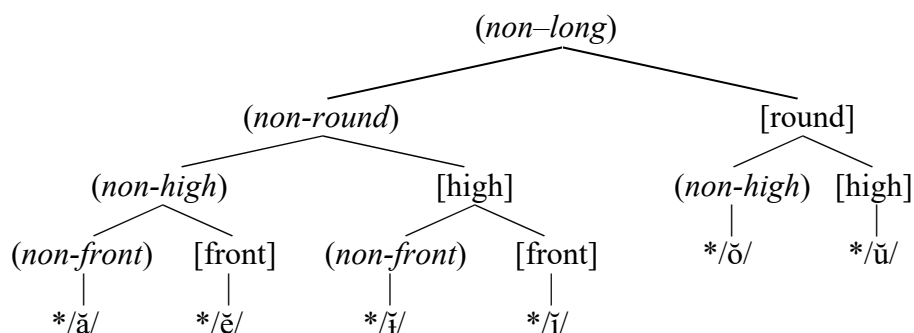 (non–long)
(non-round) [round]
(non-high) [high] (non-high) [high]
(non-front) [front] (non-front) [front] */ŏ/ */ŭ/
*/ă/ */ĕ/ */ɨ̆/ */ĭ/